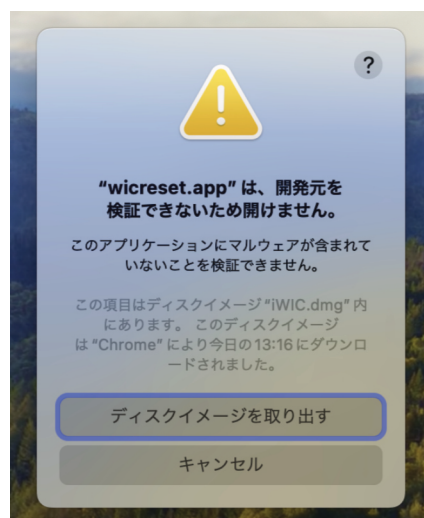 ?
“wicreset.app”は、開発元を
検証できないため開けません。
このアプリケーションにマルウェアが含まれて
いないことを検証できません。
この項目はディスクイメージ“iWIC.dmg”内
にあります。 このディスクイメージ
は“Chrome”により今日の13:16にダウンロ
ードされました。
ディスクイメージを取り出す
キャンセル